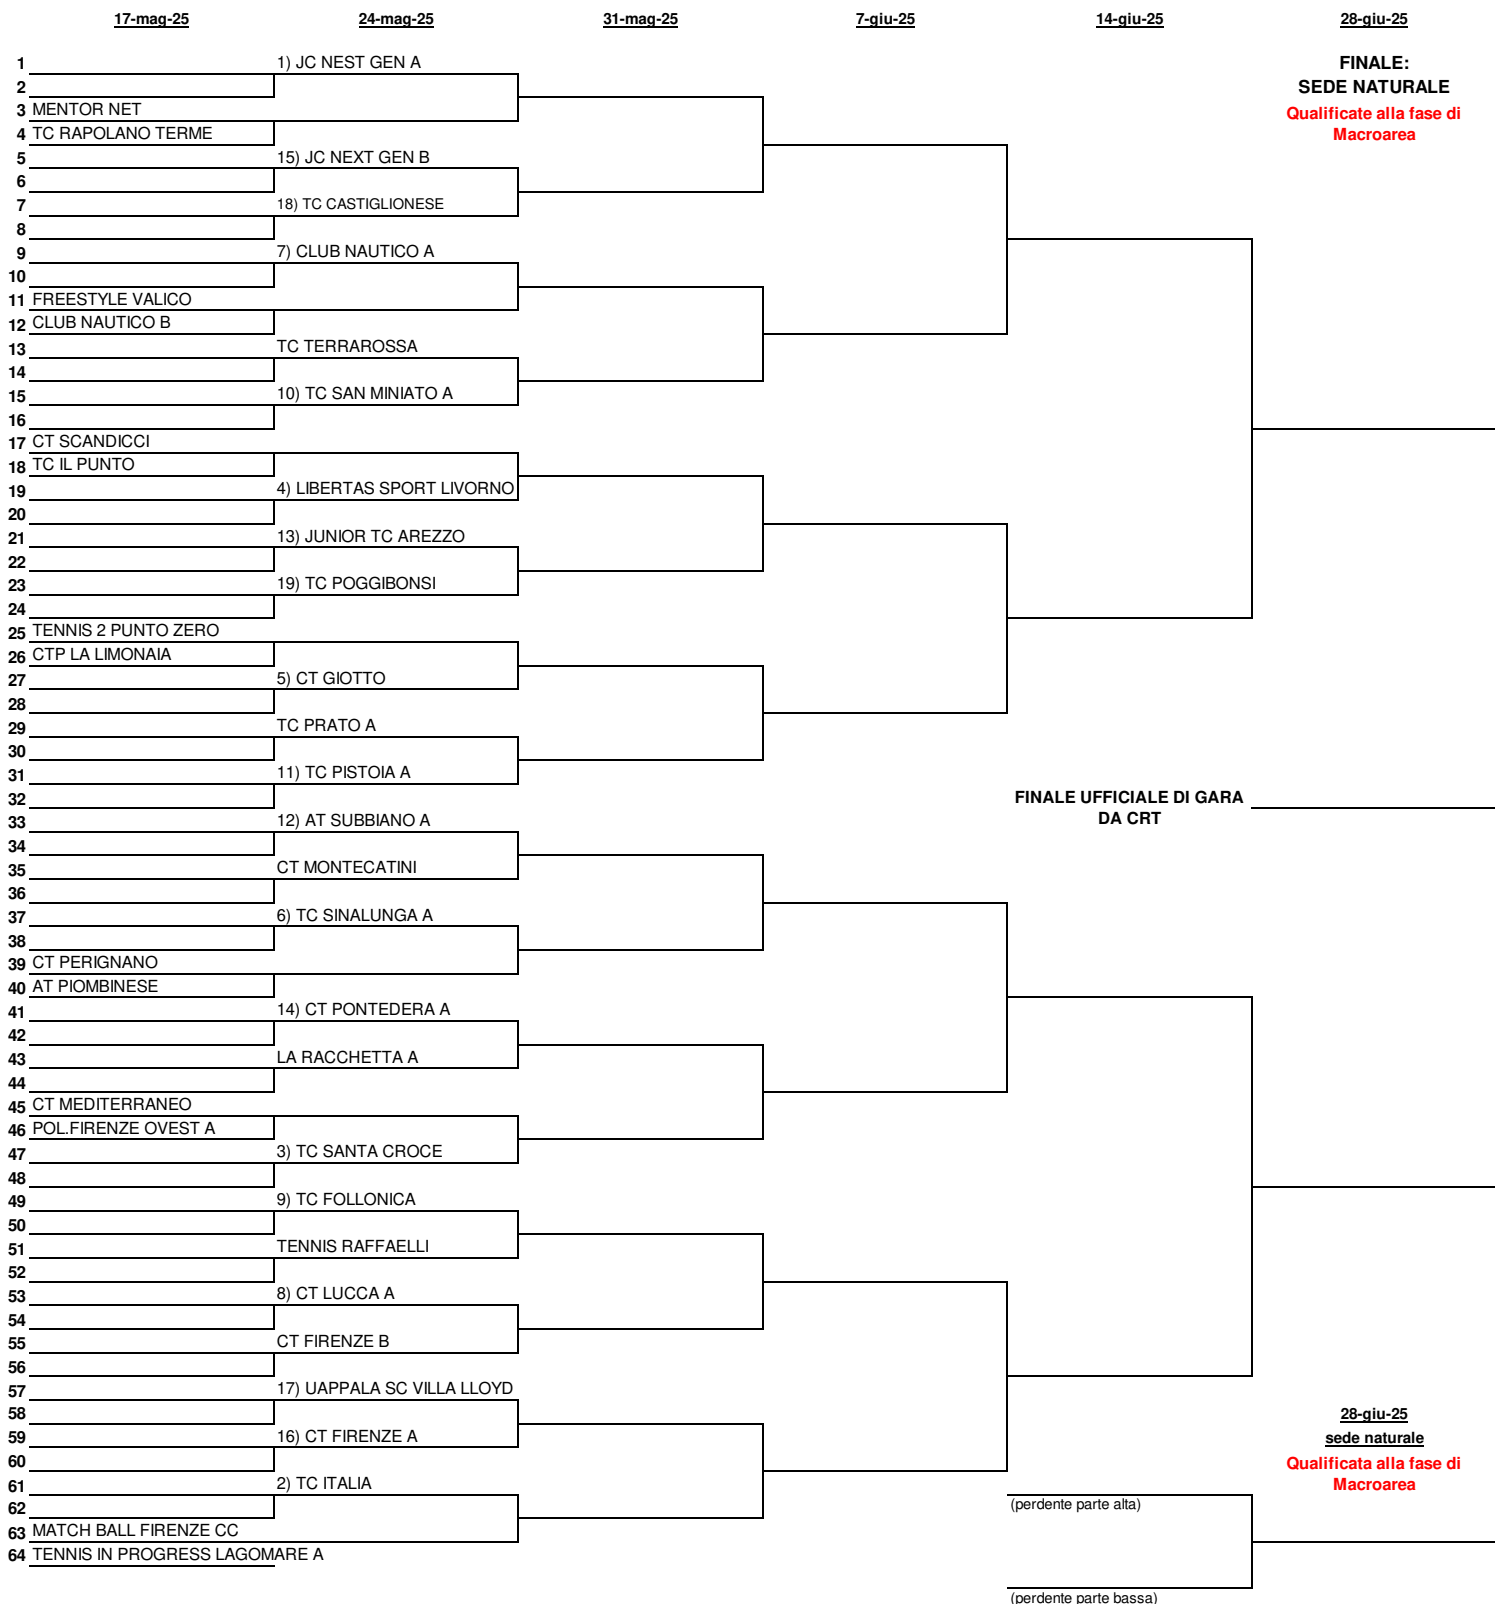 17-mag-25 24-mag-25 31-mag-25 7-giu-25 14-giu-25 28-giu-25
1 1) JC NEST GEN A FINALE:
2 SEDE NATURALE
3 MENTOR NET Qualificate alla fase di
4 TC RAPOLANO TERME Macroarea
5 15) JC NEXT GEN B
6
7 18) TC CASTIGLIONESE
8
9 7) CLUB NAUTICO A
10
11 FREESTYLE VALICO
12 CLUB NAUTICO B
13 TC TERRAROSSA
14
15 10) TC SAN MINIATO A
16
17 CT SCANDICCI
18 TC IL PUNTO
19 4) LIBERTAS SPORT LIVORNO
20
21 13) JUNIOR TC AREZZO
22
23 19) TC POGGIBONSI
24
25 TENNIS 2 PUNTO ZERO
26 CTP LA LIMONAIA
27 5) CT GIOTTO
28
29 TC PRATO A
30
31 11) TC PISTOIA A
32 FINALE UFFICIALE DI GARA
33 12) AT SUBBIANO A DA CRT
34
35 CT MONTECATINI
36
37 6) TC SINALUNGA A
38
39 CT PERIGNANO
40 AT PIOMBINESE
41 14) CT PONTEDERA A
42
43 LA RACCHETTA A
44
45 CT MEDITERRANEO
46 POL.FIRENZE OVEST A
47 3) TC SANTA CROCE
48
49 9) TC FOLLONICA
50
51 TENNIS RAFFAELLI
52
53 8) CT LUCCA A
54
55 CT FIRENZE B
56
57 17) UAPPALA SC VILLA LLOYD
58 28-giu-25
59 16) CT FIRENZE A sede naturale
60 Qualificata alla fase di
61 2) TC ITALIA Macroarea
62 (perdente parte alta)
63 MATCH BALL FIRENZE CC
64 TENNIS IN PROGRESS LAGOMARE A
(perdente parte bassa)